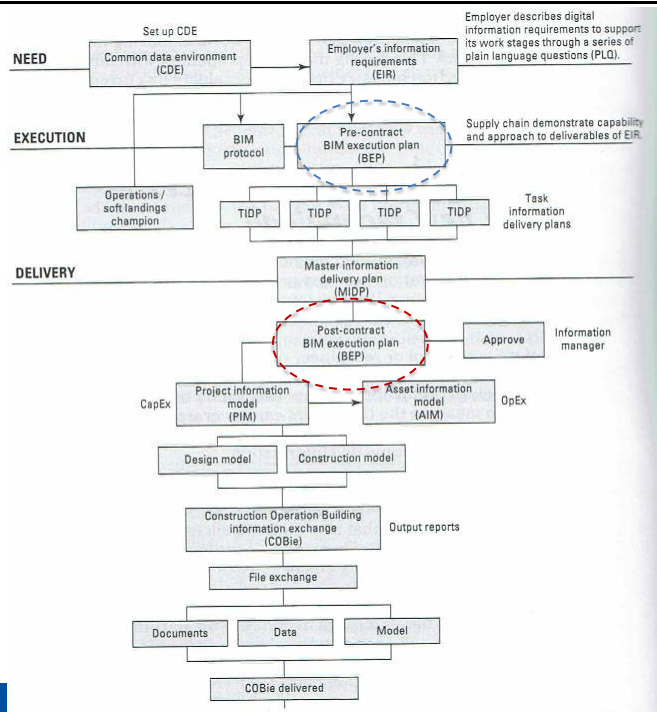 Set up CDE
Employer describes digital
information requirements to support
its work stages through a series of
plain language questions (PLQ).
NEED
Common data environment
(CDE)
Employer's information
requirements
(EIR)
EXECUTION
BIM
protocol
Pre-contract
BIM execution plan
(BEP)
Supply chain demonstrate capability
and approach to deliverables of EIR
Operations /
soft landings
champion
TIDP
TIDP
TIDP
TIDP
Task
information
delivery plans
DELIVERY
Master information
delivery plan
(MIDP)
Post-contract
BIM execution plan
(BEP)
Approve
Information
manager
CapEx
Project information
model
(PIM)
Asset information
model
(AIM)
OpEx
Design model
Construction model
Construction Operation Building
information exchange
(COBie)
Output reports
File exchange
Documents
Data
Model
COBie delivered